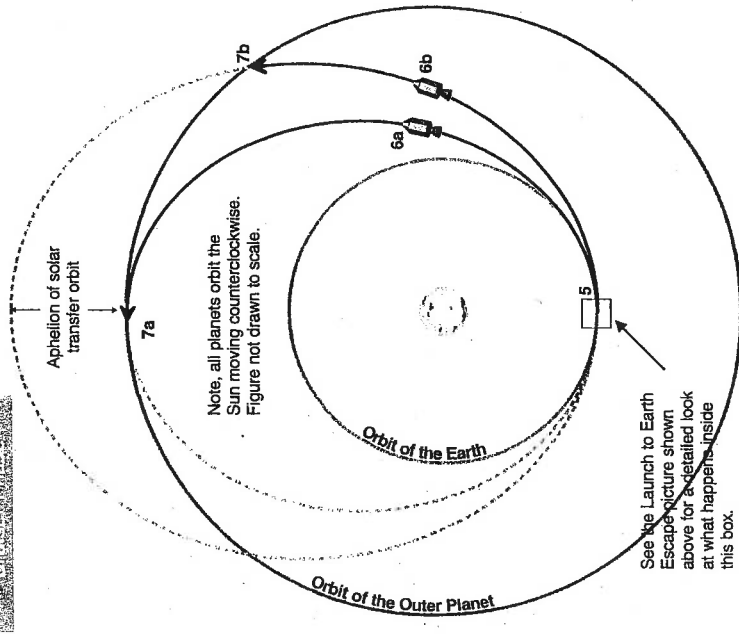 Aphelion of solar
transfer orbit
7a
7b
6a
6b
Note, all planets orbit the
Sun moving counterclockwise.
Figure not drawn to scale.
Orbit of the Earth
5
Orbit of the Outer Planet
See the Launch to Earth
Escape picture shown
above for a detailed look
at what happens inside
this box.